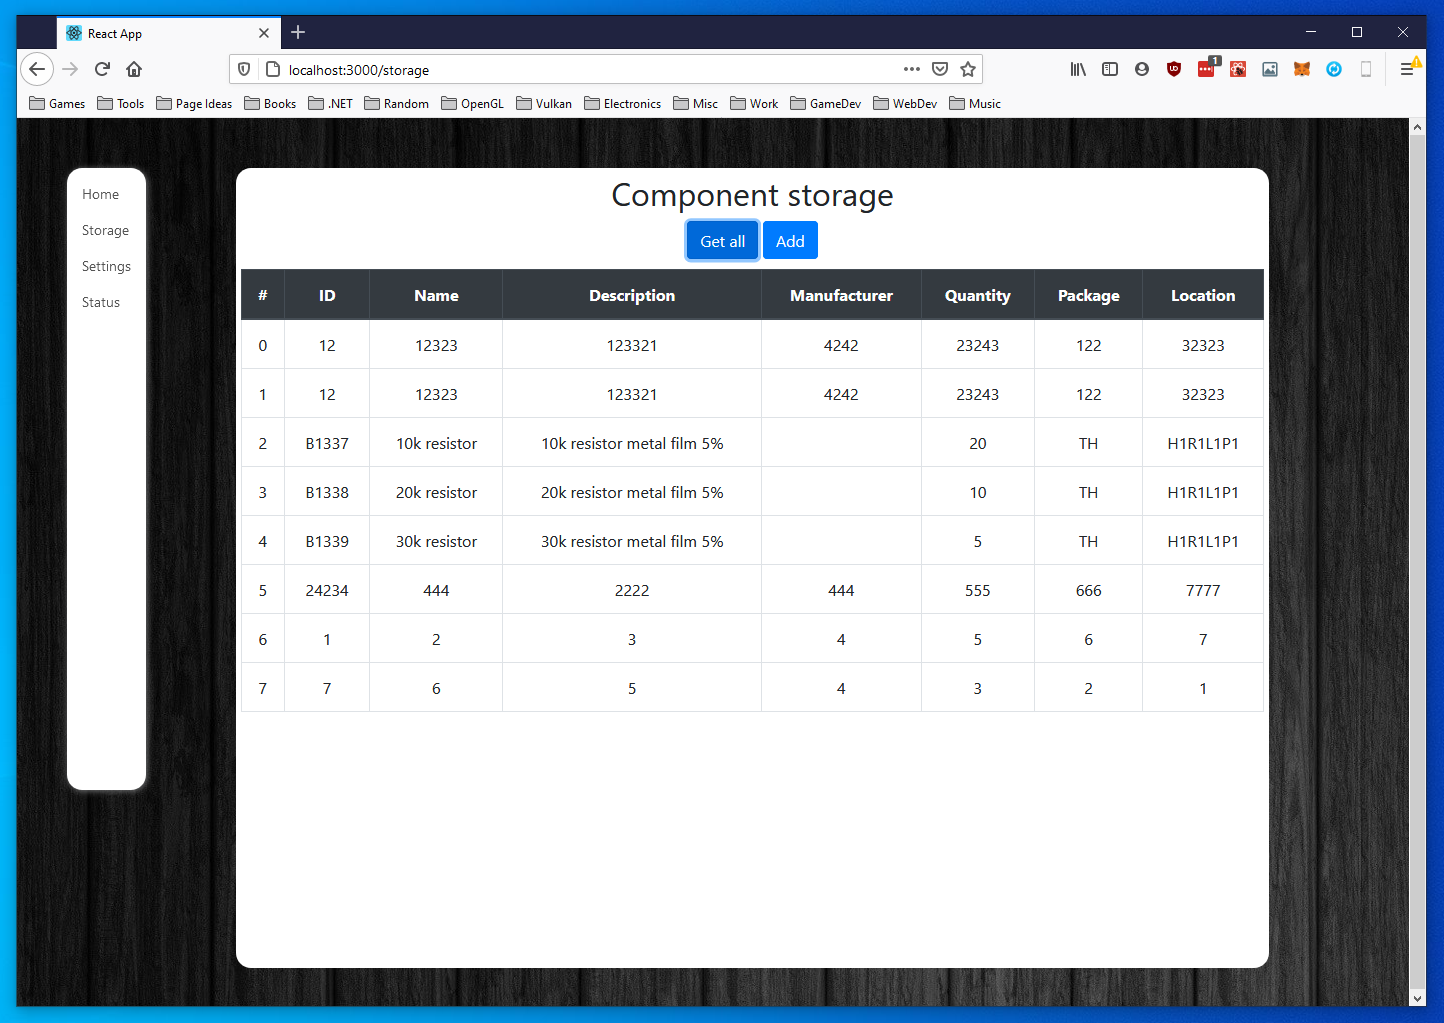 React App
localhost:3000/storage
1
Games Tools Page Ideas Books .NET Random OpenGL Vulkan Electronics Misc Work GameDev WebDev Music
Home
Storage
Settings
Status
Component storage
Get all Add
# ID Name Description Manufacturer Quantity Package Location
0 12 12323 123321 4242 23243 122 32323
1 12 12323 123321 4242 23243 122 32323
2 B1337 10k resistor 10k resistor metal film 5% 20 TH H1R1L1P1
3 B1338 20k resistor 20k resistor metal film 5% 10 TH H1R1L1P1
4 B1339 30k resistor 30k resistor metal film 5% 5 TH H1R1L1P1
5 24234 444 2222 444 555 666 7777
6 1 2 3 4 5 6 7
7 7 6 5 4 3 2 1